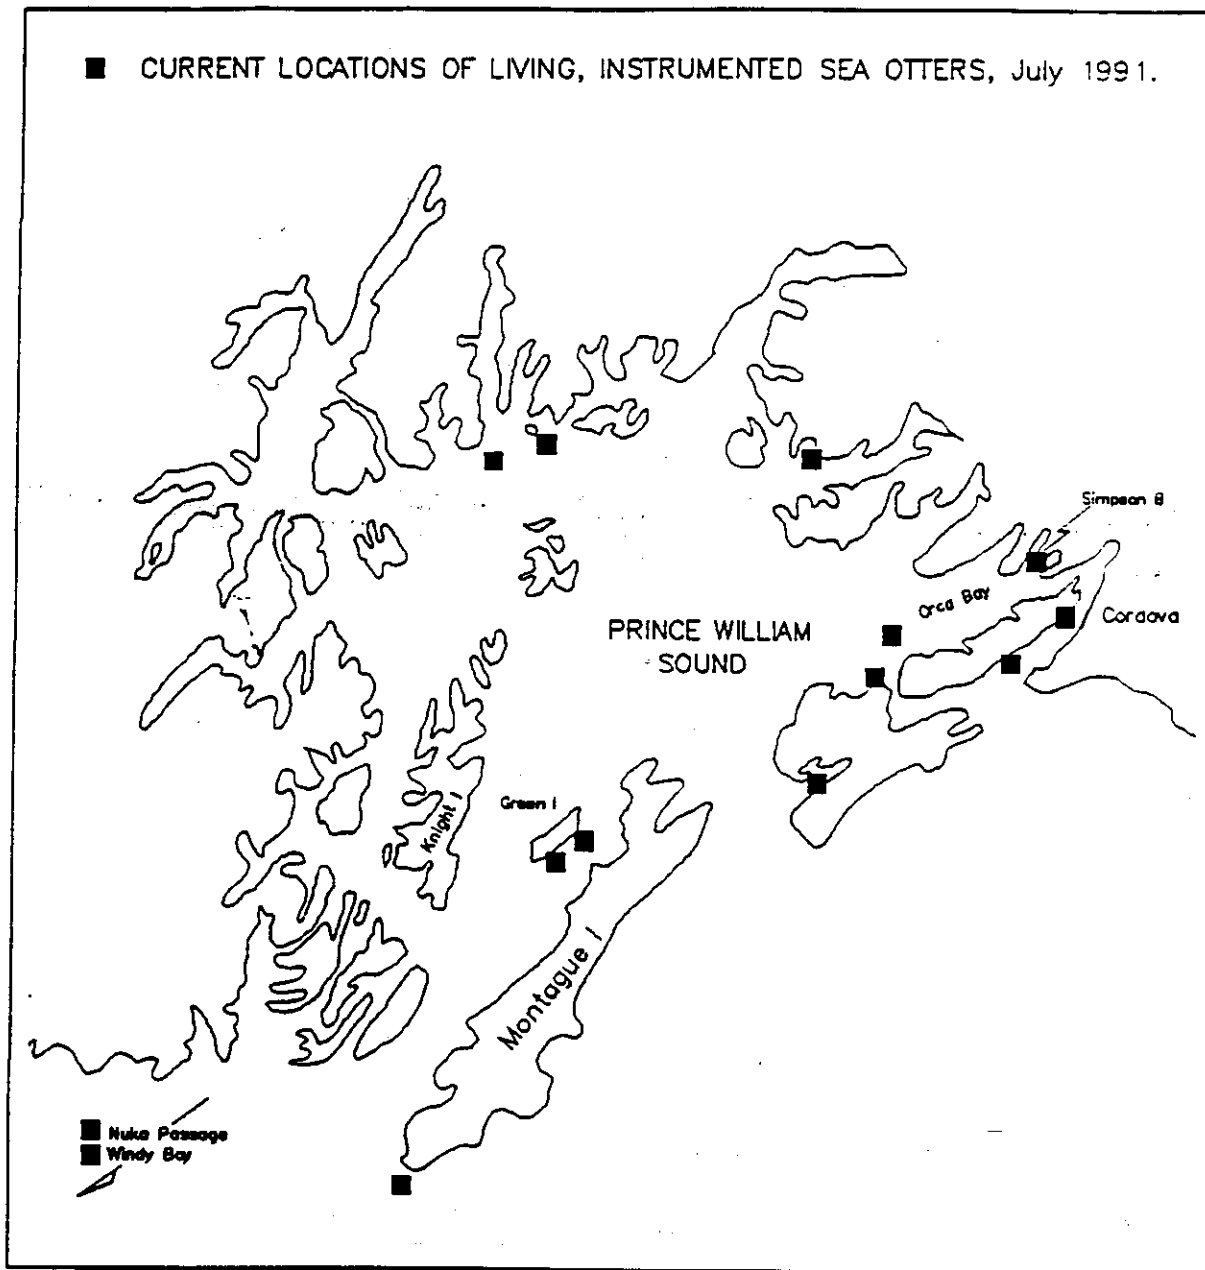 CURRENT LOCATIONS OF LIVING, INSTRUMENTED SEA OTTERS, July 1991.
Simpson B
Orca Bay
Cordova
PRINCE WILLIAM
SOUND
Green I
Knight I
Montague I
Nuka Passage
Windy Bay